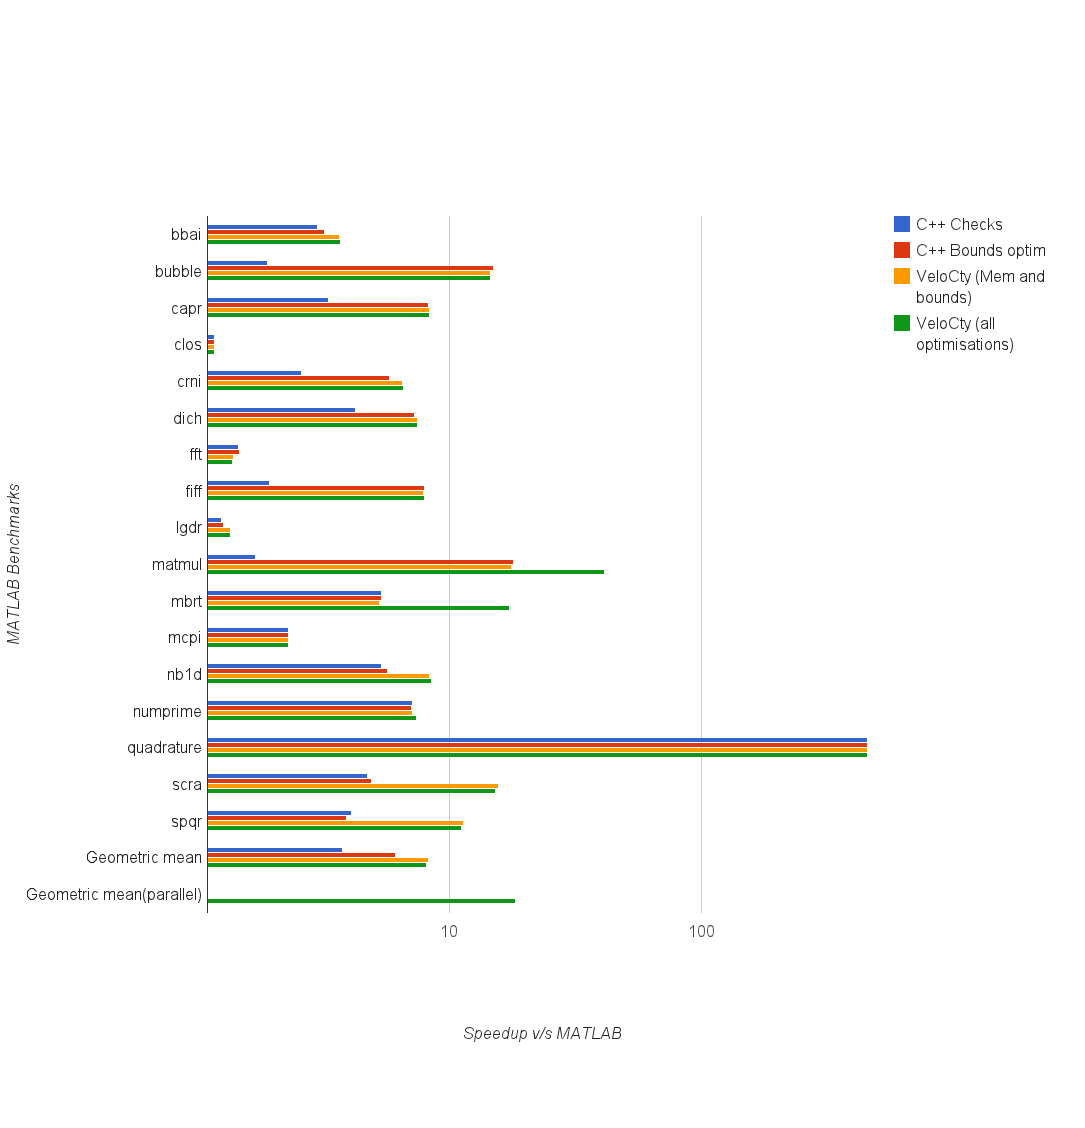 C++ Checks
C++ Bounds optim
VeloCty (Mem and
bounds)
VeloCty (all
optimisations)
MATLAB Benchmarks
bbai
bubble
capr
clos
crni
dich
fft
fiff
lgdr
matmul
mbrt
mcpi
nb1d
numprime
quadrature
scra
spqr
Geometric mean
Geometric mean(parallel)
10
100
Speedup v/s MATLAB